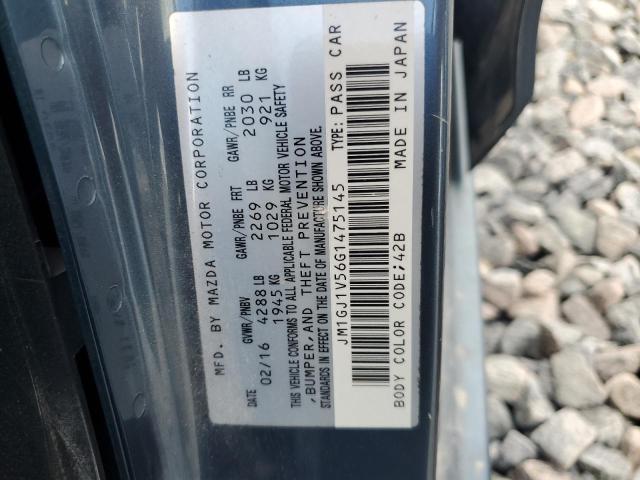 MFD. BY MAZDA MOTOR CORPORATION
GVWR/PNBV GAWR/PNBE FRT GAWR/PNBE RR
DATE 02/16 4288 LB 2269 LB 2030 LB
1945 KG 1029 KG 921 KG
THIS VEHICLE CONFORMS TO ALL APPLICABLE FEDERAL MOTOR VEHICLE SAFETY
, BUMPER, AND THEFT PREVENTION
STANDARDS IN EFFECT ON THE DATE OF MANUFACTURE SHOWN ABOVE.
JM1GJ1V56G1475145 TYPE: PASS CAR
BODY COLOR CODE;42B MADE IN JAPAN